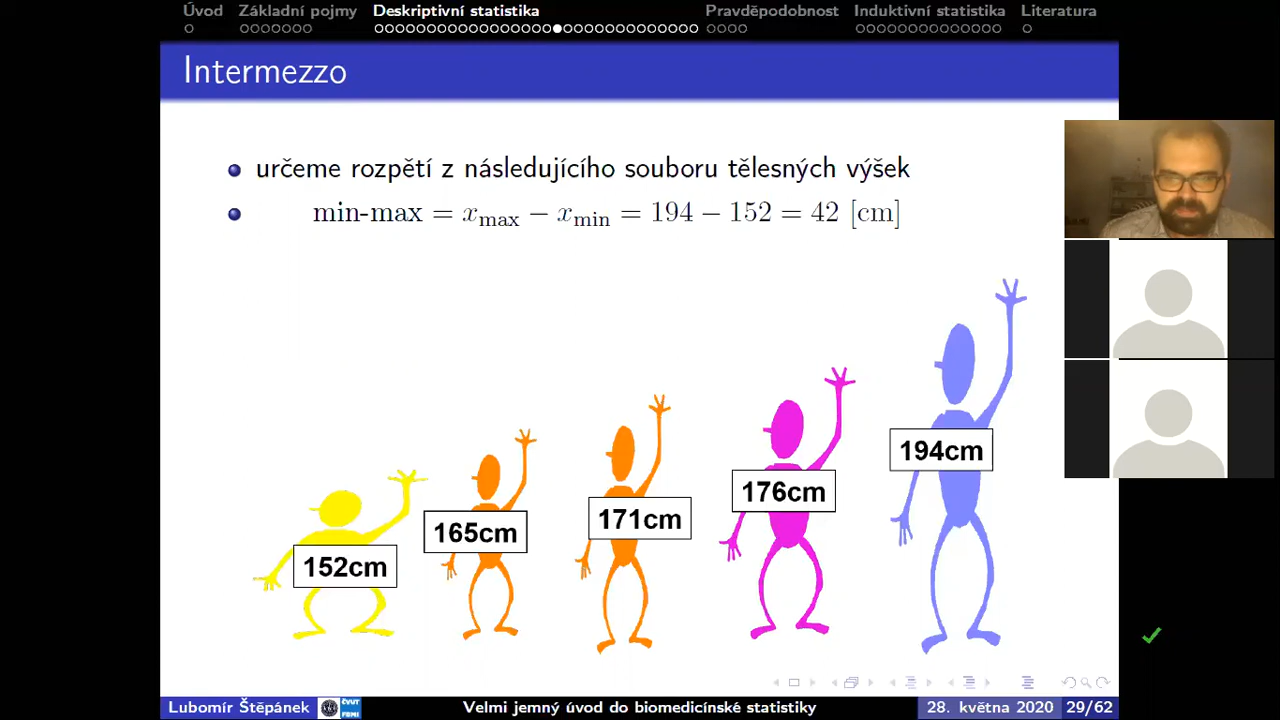 Úvod Základní pojmy Deskriptivní statistika Pravděpodobnost Induktivní statistika Literatura
Intermezzo
určeme rozpětí z následujícího souboru tělesných výšek
min-max = x_max − x_min = 194 − 152 = 42 [cm]
152cm
165cm
171cm
176cm
194cm
Lubomír Štěpánek ČVUT FBMI Velmi jemný úvod do biomedicínské statistiky 28. května 2020 29/62